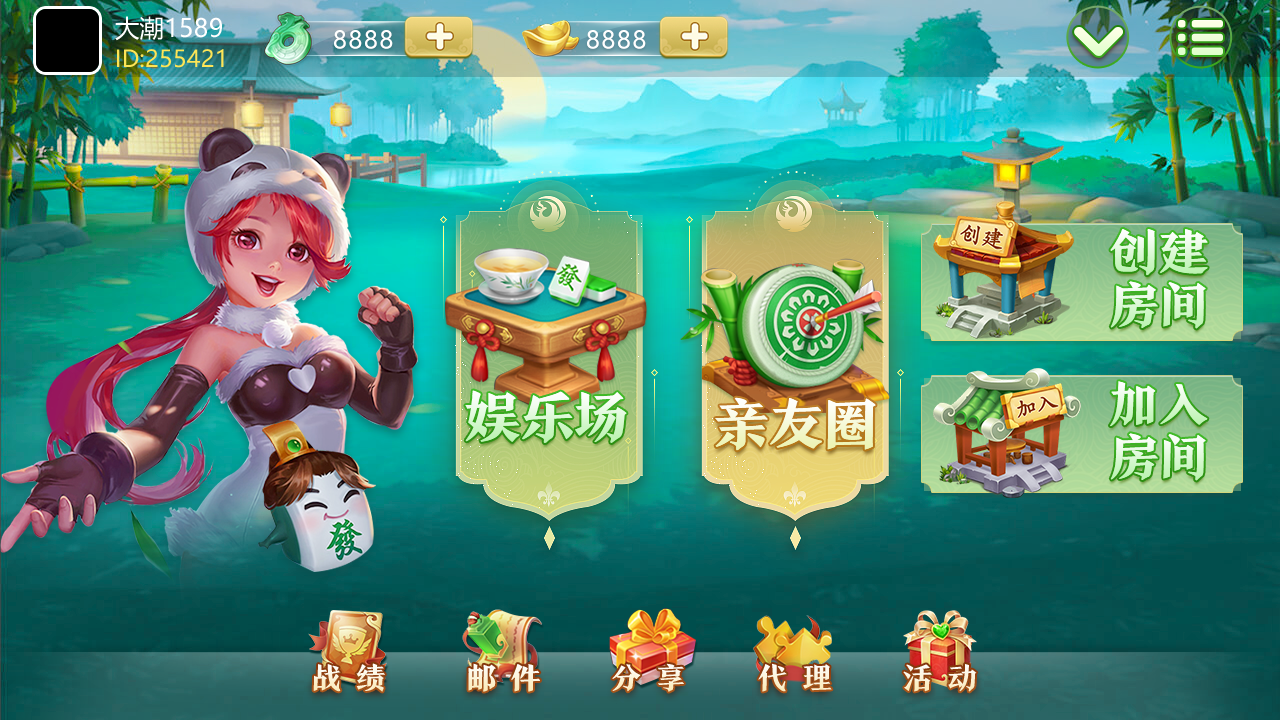 大潮1589
ID:255421
8888
8888
發
發
娱乐场
亲友圈
创建
创建
房间
加入
加入
房间
战绩
邮件
分享
代理
活动